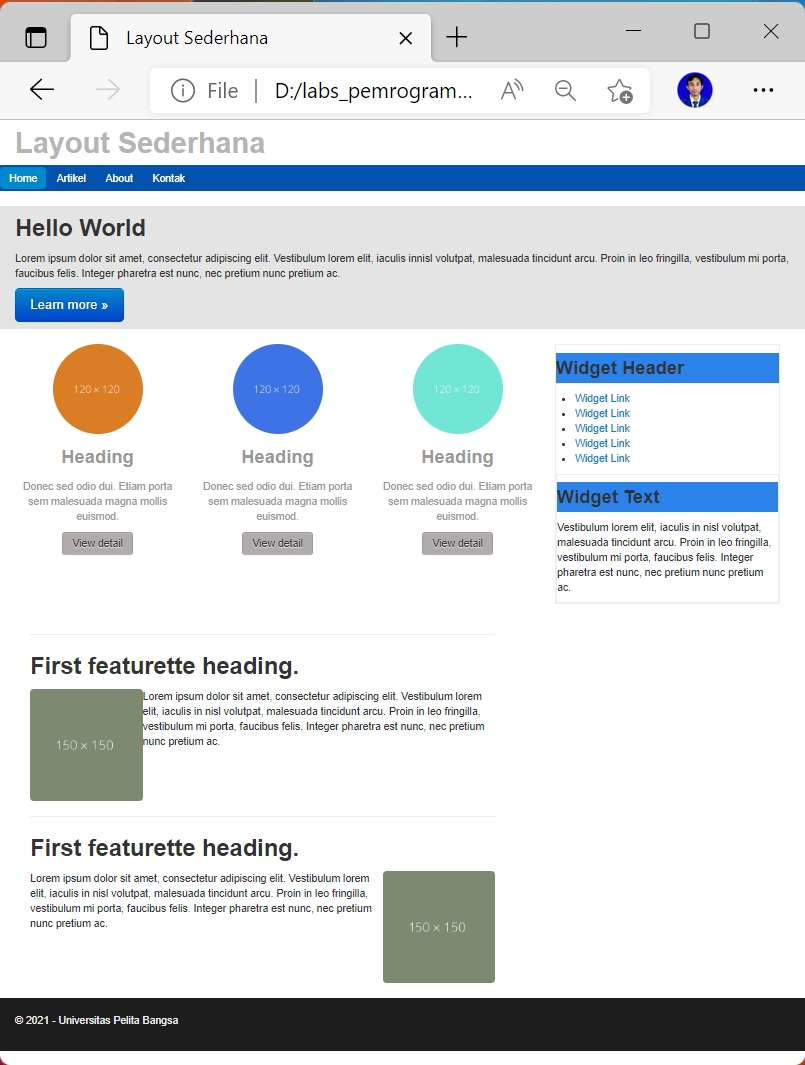 Layout Sederhana
File
D:/labs_pemrogram...
Layout Sederhana
Home
Artikel
About
Kontak
Hello World
Lorem ipsum dolor sit amet, consectetur adipiscing elit. Vestibulum lorem elit, iaculis innisl volutpat, malesuada tincidunt arcu. Proin in leo fringilla, vestibulum mi porta,
faucibus felis. Integer pharetra est nunc, nec pretium nunc pretium ac.
Learn more »
120 × 120
Heading
Donec sed odio dui. Etiam porta
sem malesuada magna mollis
euismod.
View detail
120 × 120
Heading
Donec sed odio dui. Etiam porta
sem malesuada magna mollis
euismod.
View detail
120 × 120
Heading
Donec sed odio dui. Etiam porta
sem malesuada magna mollis
euismod.
View detail
Widget Header
Widget Link
Widget Link
Widget Link
Widget Link
Widget Link
Widget Text
Vestibulum lorem elit, iaculis in nisl volutpat,
malesuada tincidunt arcu. Proin in leo fringilla,
vestibulum mi porta, faucibus felis. Integer
pharetra est nunc, nec pretium nunc pretium
ac.
First featurette heading.
150 × 150
Lorem ipsum dolor sit amet, consectetur adipiscing elit. Vestibulum lorem
elit, iaculis in nisl volutpat, malesuada tincidunt arcu. Proin in leo fringilla,
vestibulum mi porta, faucibus felis. Integer pharetra est nunc, nec pretium
nunc pretium ac.
First featurette heading.
Lorem ipsum dolor sit amet, consectetur adipiscing elit. Vestibulum lorem
elit, iaculis in nisl volutpat, malesuada tincidunt arcu. Proin in leo fringilla,
vestibulum mi porta, faucibus felis. Integer pharetra est nunc, nec pretium
nunc pretium ac.
150 × 150
© 2021 - Universitas Pelita Bangsa